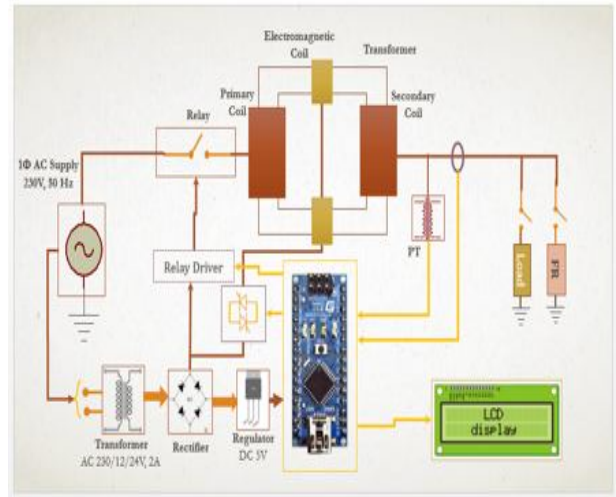 Electromagnetic
Coil
Transformer
Primary
Coil
Secondary
Coil
Relay
1Φ AC Supply
230V, 50 Hz
PT
Relay Driver
Load
LCD
display
Transformer
AC 230/12/24V, 2A
Rectifier
Regulator
DC 5V